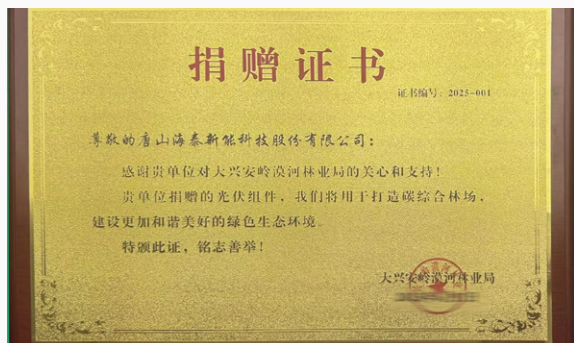 捐赠证书
证书编号：2025-001
尊敬的唐山海泰新能科技股份有限公司：
感谢贵单位对大兴安岭漠河林业局的关心和支持！
贵单位捐赠的光伏组件，我们将用于打造碳综合林场，
建设更加和谐美好的绿色生态环境。
特颁此证，铭志善举！
大兴安岭漠河林业局